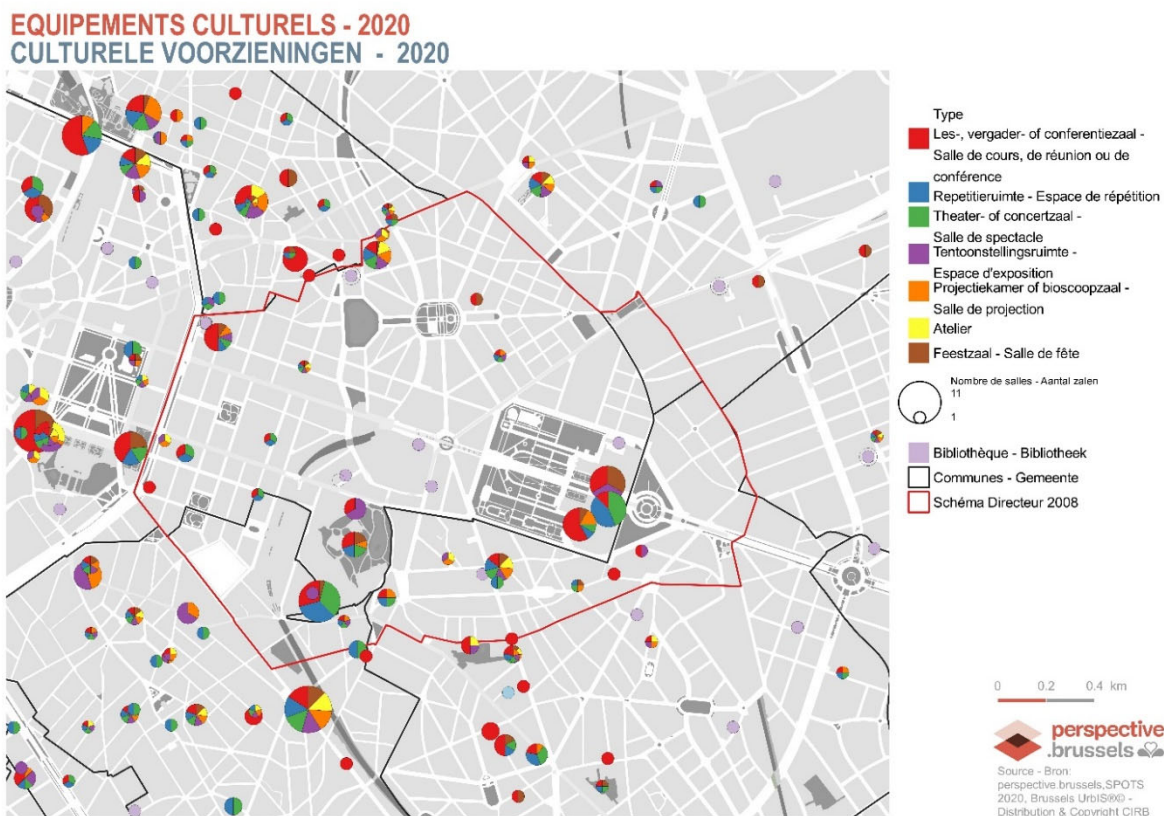 EQUIPEMENTS CULTURELS - 2020
CULTURELE VOORZIENINGEN - 2020
Type
Les-, vergader- of conferentiezaal -
Salle de cours, de réunion ou de
conférence
Repetitieruimte - Espace de répétition
Theater- of concertzaal -
Salle de spectacle
Tentoonstellingsruimte -
Espace d'exposition
Projectiekamer of bioscoopzaal -
Salle de projection
Atelier
Feestzaal - Salle de fête
Nombre de salles - Aantal zalen
11
1
Bibliothèque - Bibliotheek
Communes - Gemeente
Schéma Directeur 2008
0 0.2 0.4 km
perspective
.brussels
Source - Bron:
perspective.brussels,SPOTS
2020, Brussels UrbIS®© -
Distribution & Copyright CIRB